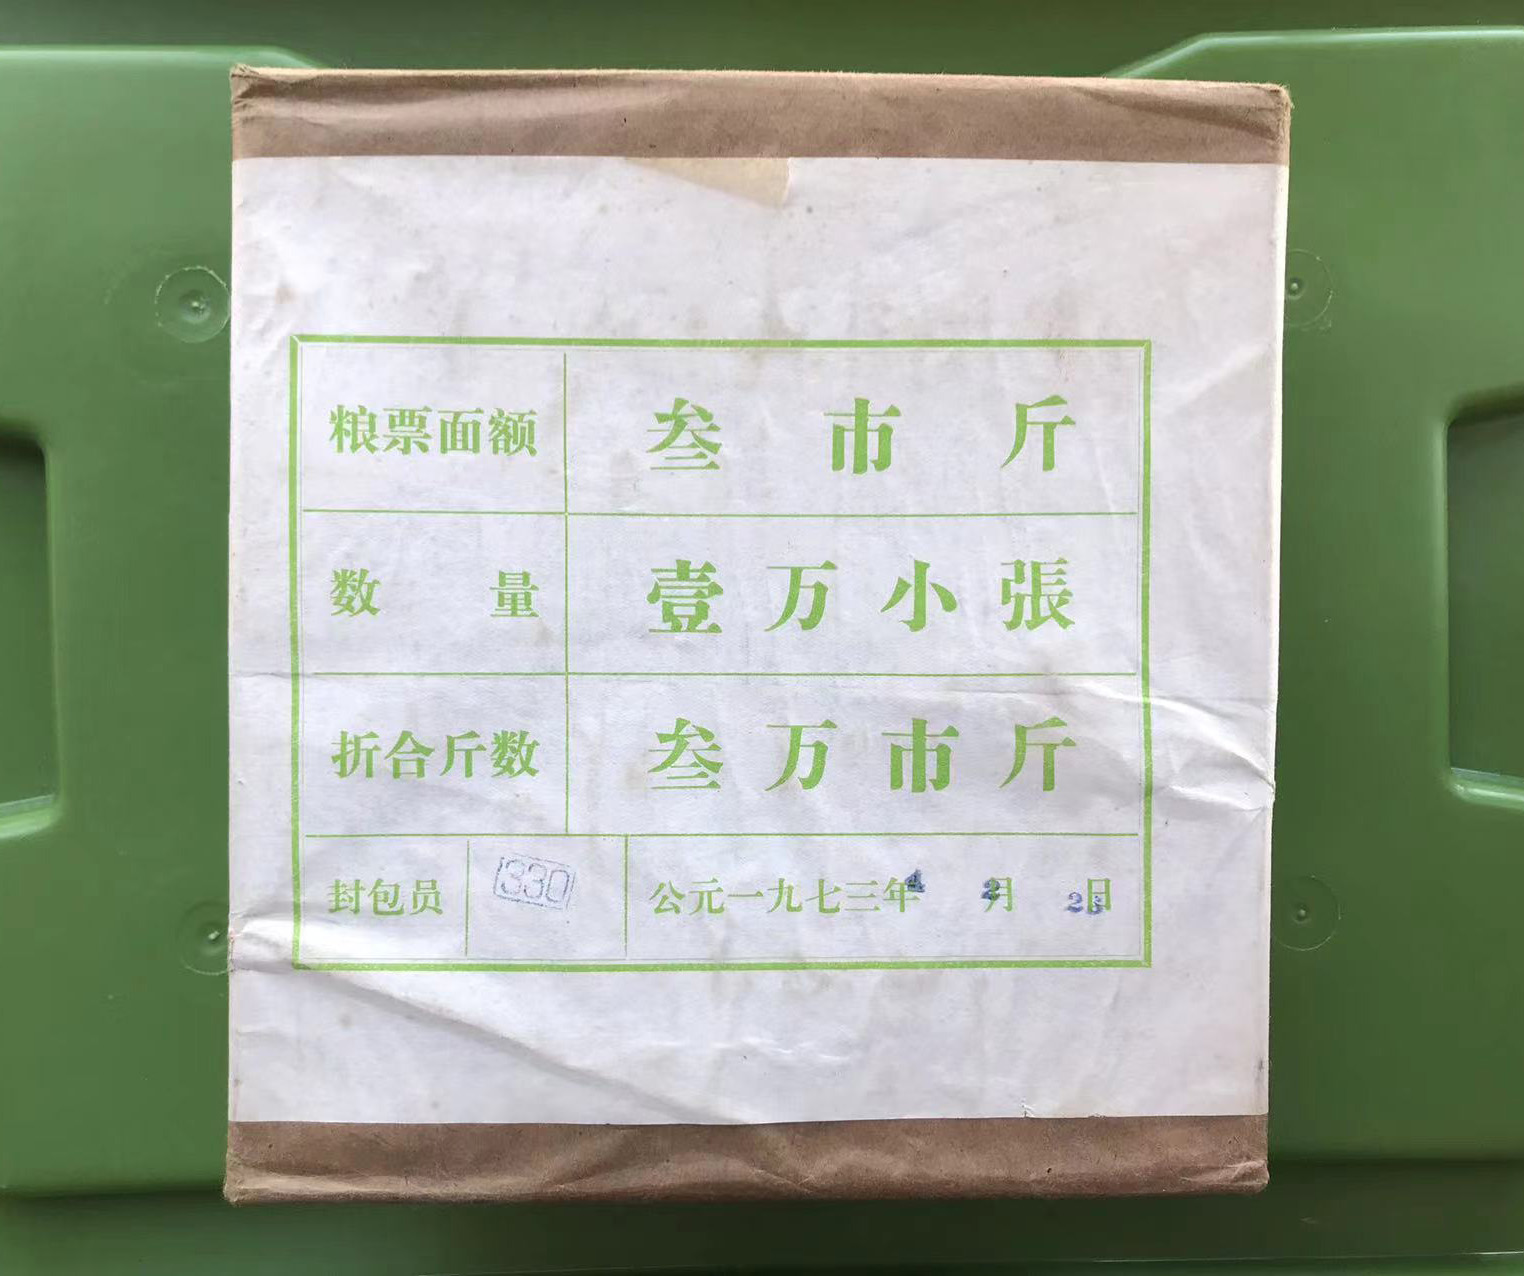 粮票面额 叁市斤
数量 壹万小張
折合斤数 叁万市斤
封包员 330 公元一九七三年4 2月 日